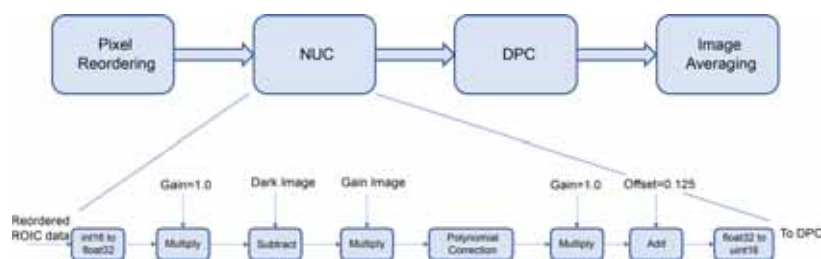 Pixel
Reordering
NUC
DPC
Image
Averaging
Gain=1.0
Dark Image
Gain Image
Gain=1.0
Offset=0.125
Reordered
ROIC data
int16 to
float32
Multiply
Subtract
Multiply
Polynomial
Correction
Multiply
Add
float32 to
uint16
To DPC